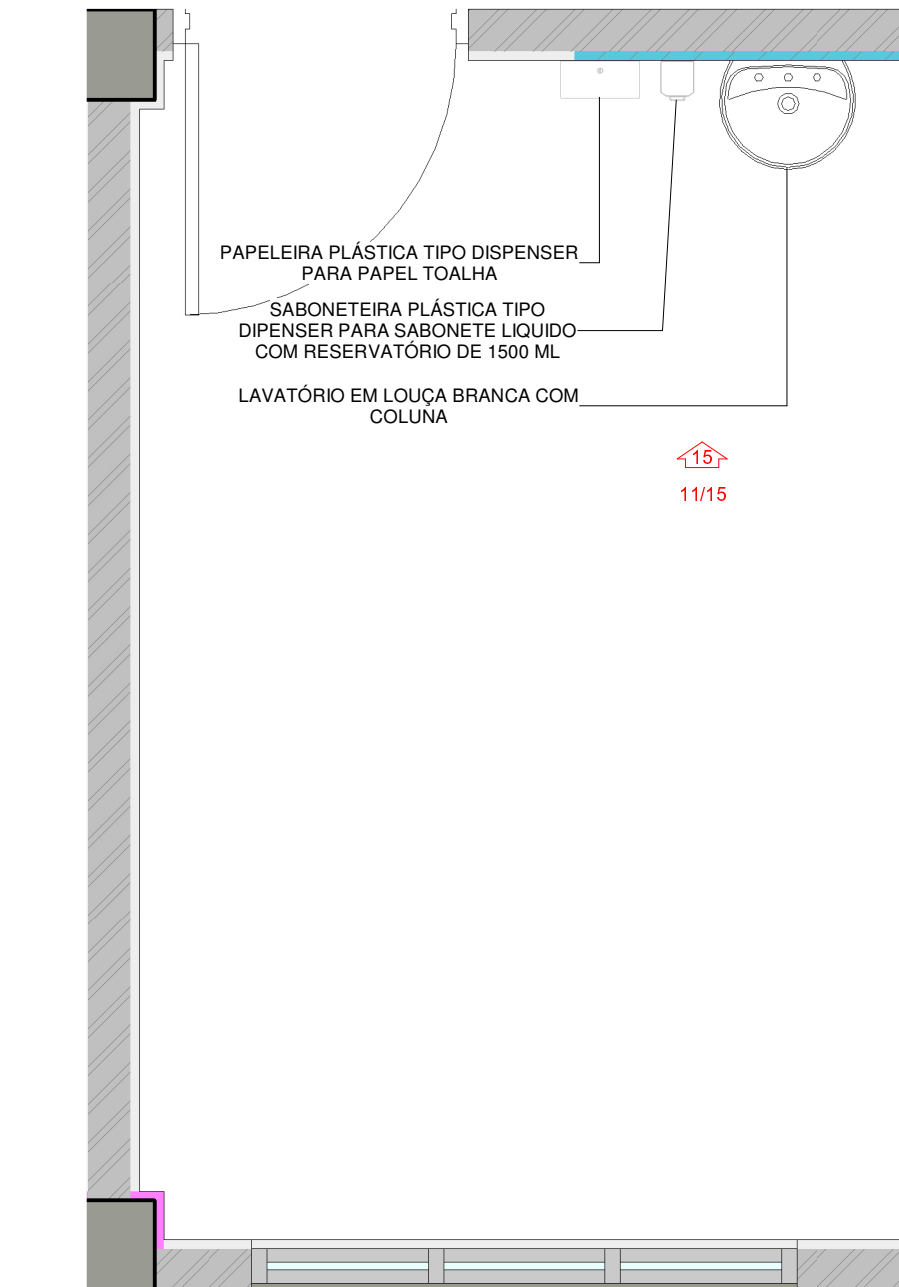 PAPELEIRA PLÁSTICA TIPO DISPENSER
PARA PAPEL TOALHA
SABONETEIRA PLÁSTICA TIPO
DIPENSER PARA SABONETE LIQUIDO
COM RESERVATÓRIO DE 1500 ML
LAVATÓRIO EM LOUÇA BRANCA COM
COLUNA
15
11/15